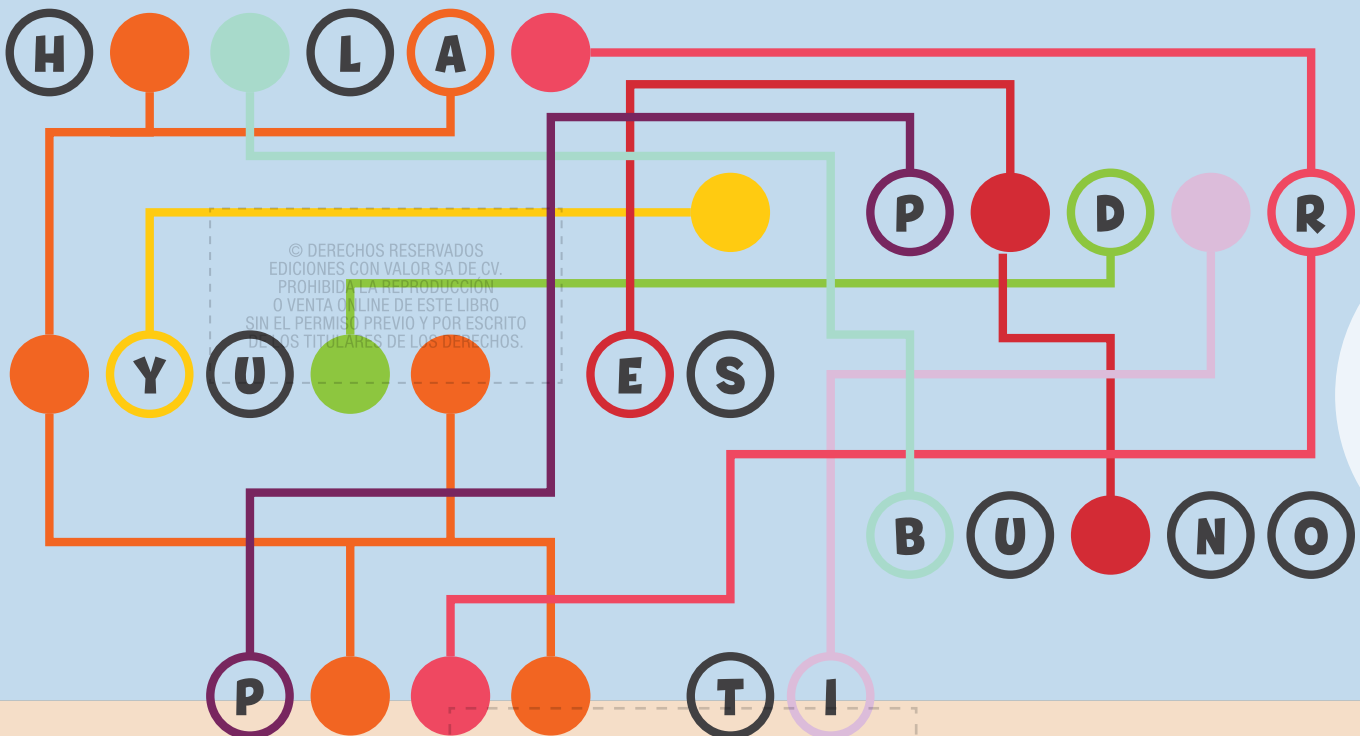 H L A
P D R
© DERECHOS RESERVADOS
EDICIONES CON VALOR SA DE CV.
PROHIBIDA LA REPRODUCCIÓN
O VENTA ONLINE DE ESTE LIBRO
SIN EL PERMISO PREVIO Y POR ESCRITO
DE LOS TITULARES DE LOS DERECHOS.
Y U E S
B U N O
P T I